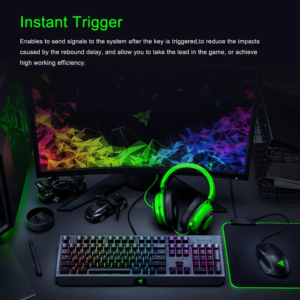 Instant Trigger
Enables to send signals to the system after the key is triggered,to reduce the impacts
caused by the rebound delay, and allow you to take the lead in the game, or achieve
high working efficiency.